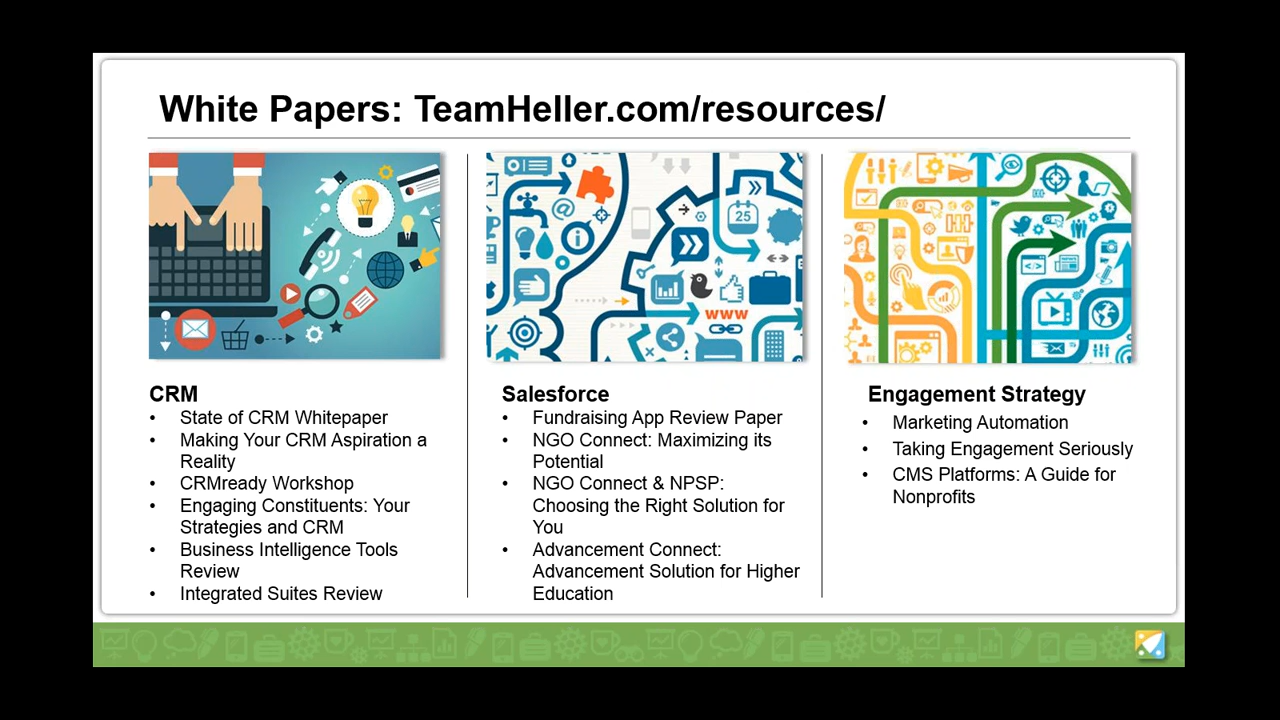 White Papers: TeamHeller.com/resources/
25
www
CRM
• State of CRM Whitepaper
• Making Your CRM Aspiration a
Reality
• CRMready Workshop
• Engaging Constituents: Your
Strategies and CRM
• Business Intelligence Tools
Review
• Integrated Suites Review
Salesforce
• Fundraising App Review Paper
• NGO Connect: Maximizing its
Potential
• NGO Connect & NPSP:
Choosing the Right Solution for
You
• Advancement Connect:
Advancement Solution for Higher
Education
Engagement Strategy
• Marketing Automation
• Taking Engagement Seriously
• CMS Platforms: A Guide for
Nonprofits